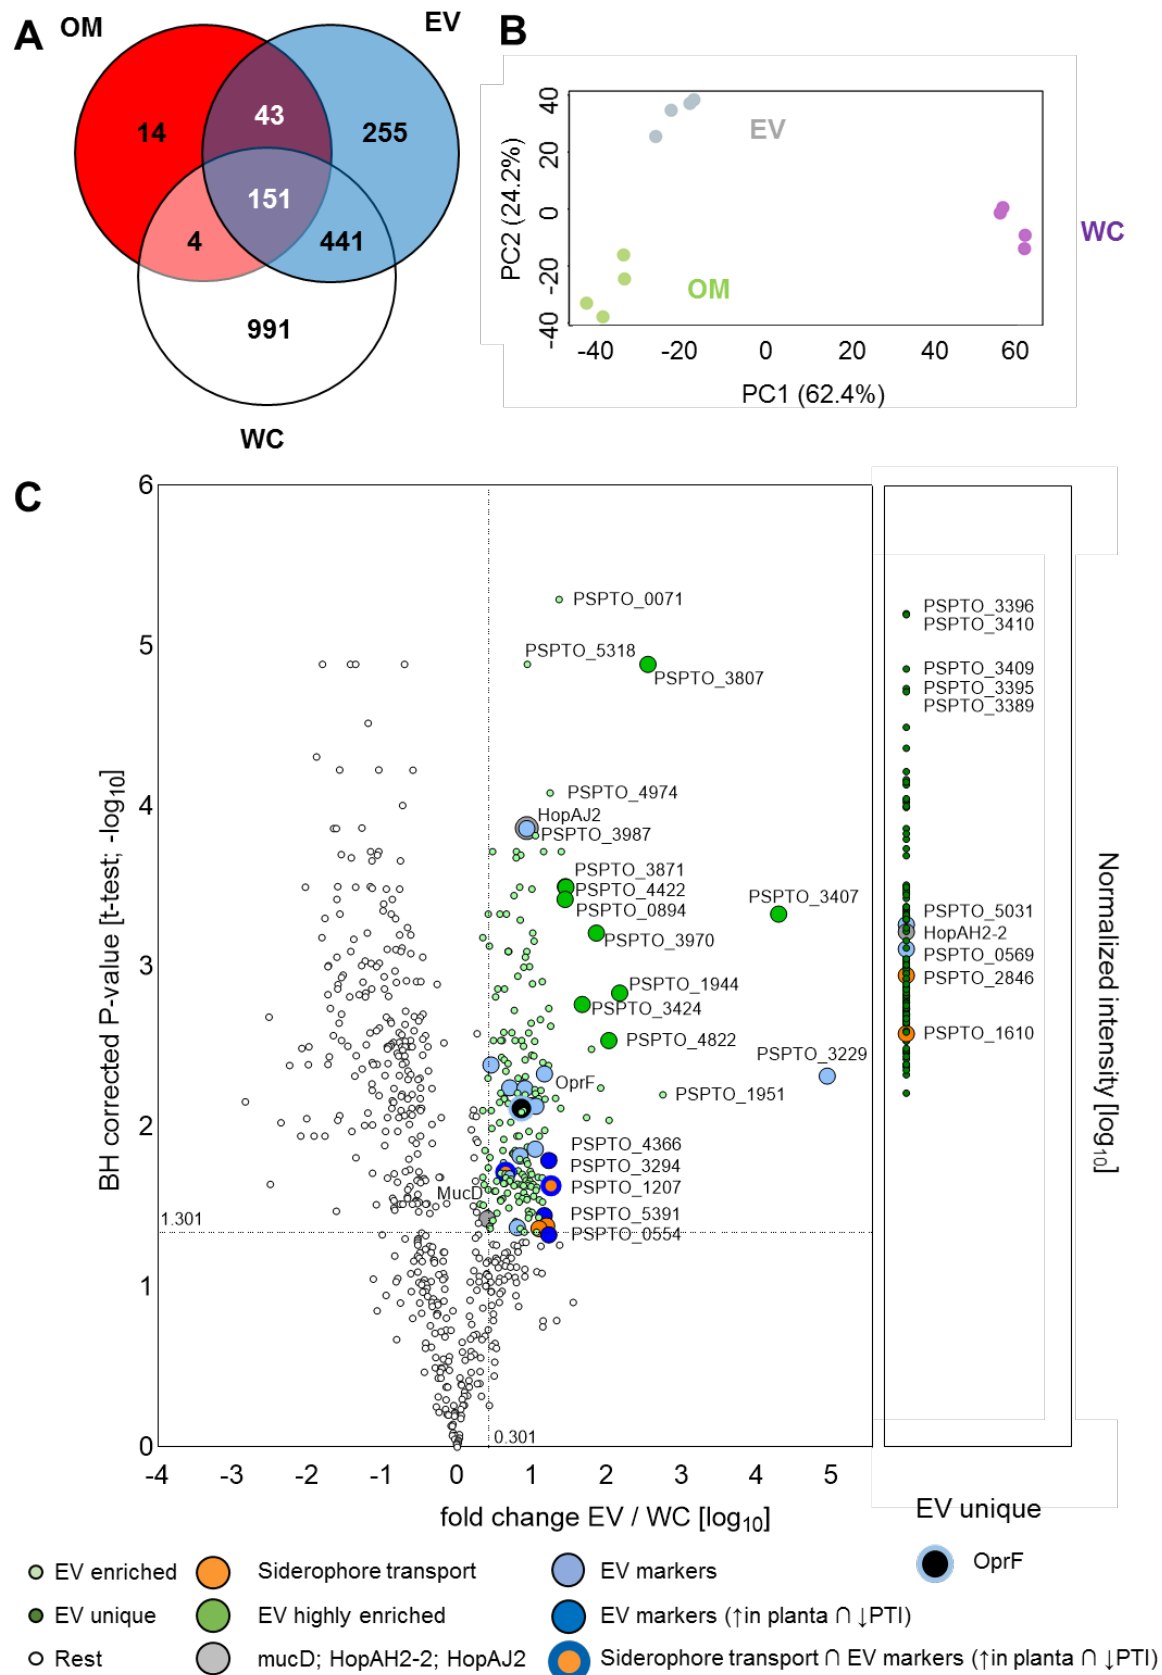 A
OM
EV
14
43
255
151
4
441
991
WC
B
PC2 (24.2%)
40
20
0
-20
-40
EV
OM
WC
-40
-20
0
20
40
60
PC1 (62.4%)
C
BH corrected P-value [t-test; -log10]
6
5
4
3
2
1
0
PSPTO_0071
PSPTO_5318
PSPTO_3807
PSPTO_4974
HopAJ2
PSPTO_3987
PSPTO_3871
PSPTO_4422
PSPTO_0894
PSPTO_3970
PSPTO_3407
PSPTO_1944
PSPTO_3424
PSPTO_4822
PSPTO_3229
OprF
PSPTO_1951
PSPTO_4366
PSPTO_3294
MucD
PSPTO_1207
PSPTO_5391
PSPTO_0554
1.301
0.301
-4
-3
-2
-1
0
1
2
3
4
5
fold change EV / WC [log10]
PSPTO_3396
PSPTO_3410
PSPTO_3409
PSPTO_3395
PSPTO_3389
PSPTO_5031
HopAH2-2
PSPTO_0569
PSPTO_2846
PSPTO_1610
Normalized intensity [log10]
EV unique
EV enriched
Siderophore transport
EV markers
OprF
EV unique
EV highly enriched
EV markers (↑in planta ∩ ↓PTI)
Rest
mucD; HopAH2-2; HopAJ2
Siderophore transport ∩ EV markers (↑in planta ∩ ↓PTI)